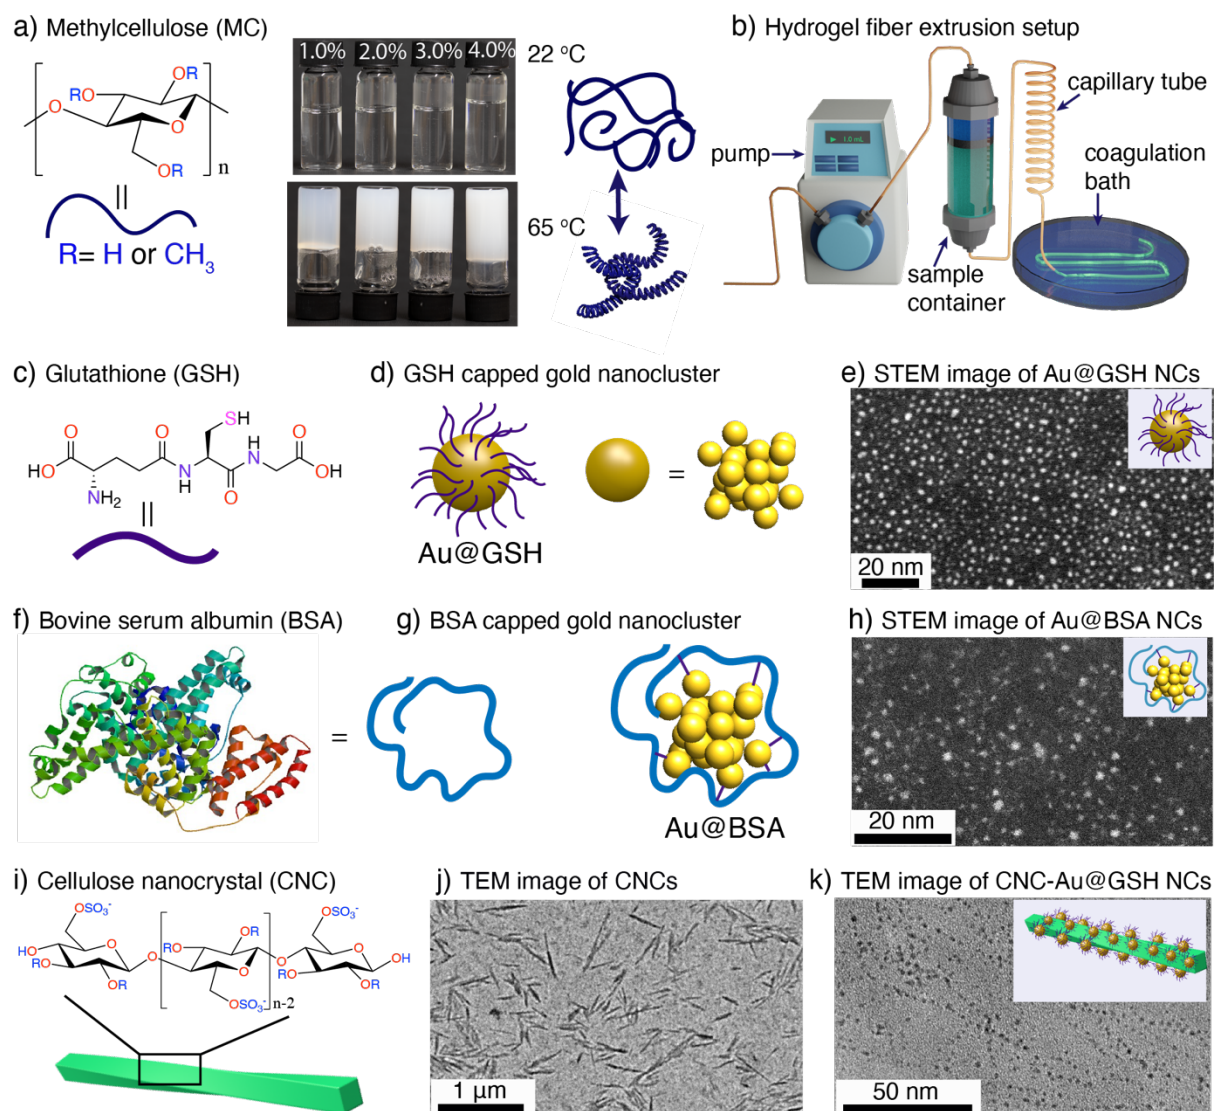 a) Methylcellulose (MC)
RO
OR
O
O
O
OR
n
R= H or CH3
1.0% 2.0% 3.0% 4.0%
22 °C
65 °C
b) Hydrogel fiber extrusion setup
capillary tube
pump
1.0 mL
coagulation
bath
sample
container
c) Glutathione (GSH)
SH
O
O
O
HO
N
H
HN
OH
NH2
O
d) GSH capped gold nanocluster
=
Au@GSH
e) STEM image of Au@GSH NCs
20 nm
f) Bovine serum albumin (BSA)
=
g) BSA capped gold nanocluster
Au@BSA
h) STEM image of Au@BSA NCs
20 nm
i) Cellulose nanocrystal (CNC)
OSO3-
OSO3-
HO
RO
O
OR
O
RO
OR
O
O
RO
O
OR
OH
OSO3-
n-2
j) TEM image of CNCs
1 µm
k) TEM image of CNC-Au@GSH NCs
50 nm